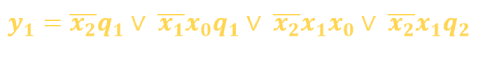 y₁ = x̅₂q₁ ∨ x̅₁x₀q₁ ∨ x̅₂x₁x₀ ∨ x̅₂x₁q₂